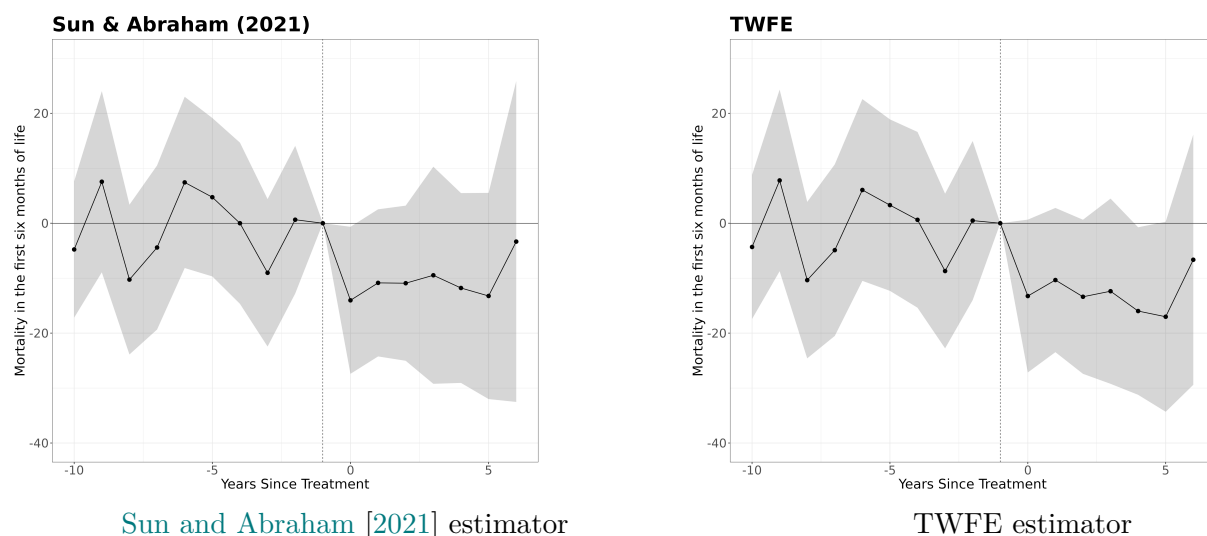 Sun & Abraham (2021)
Mortality in the first six months of life
20
0
-20
-40
-10
-5
0
5
Years Since Treatment
Sun and Abraham [2021] estimator
TWFE
Mortality in the first six months of life
20
0
-20
-40
-10
-5
0
5
Years Since Treatment
TWFE estimator